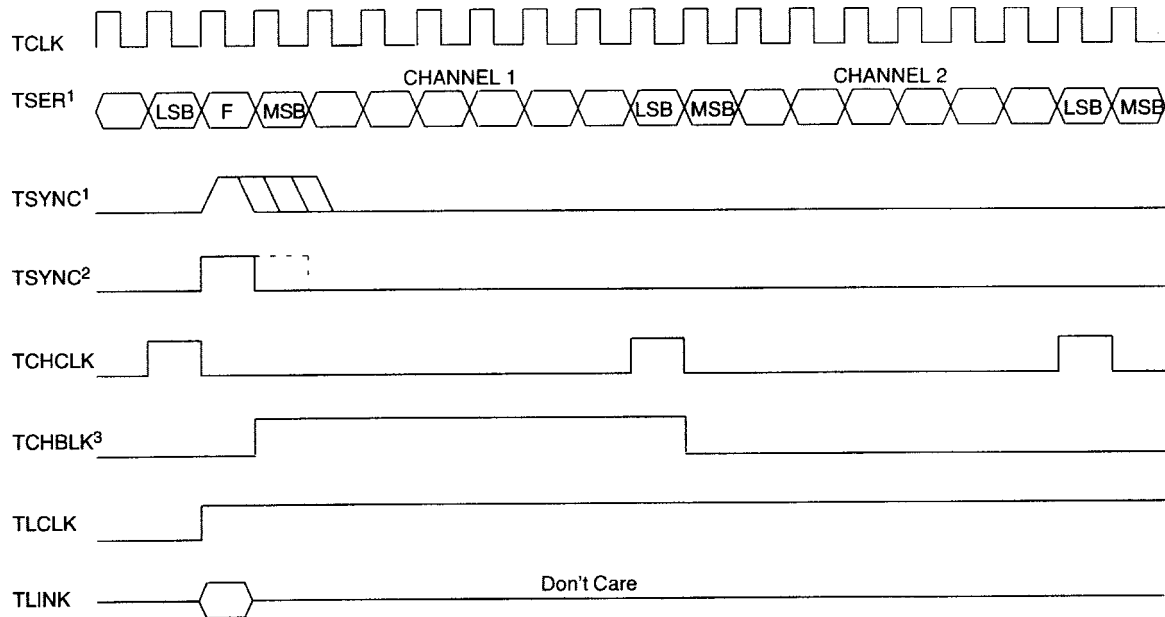 TCLK
CHANNEL 1 CHANNEL 2
TSER¹ LSB F MSB LSB MSB LSB MSB
TSYNC¹
TSYNC²
TCHCLK
TCHBLK³
TLCLK
Don't Care
TLINK